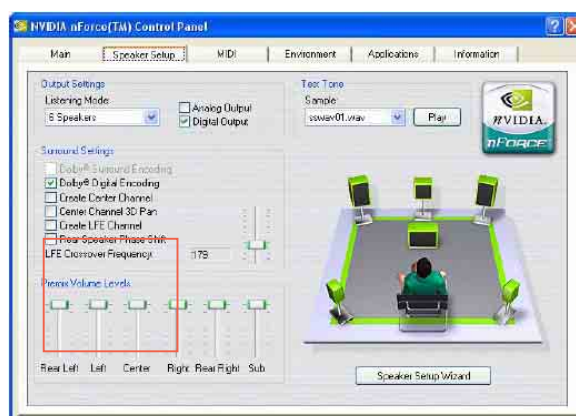 NVIDIA nForce(TM) Control Panel
Main Speaker Setup MIDI Environment Applications Information
Output Settings
Listening Mode:
6 Speakers
Analog Output
Digital Output
Test Tone
Sample:
sswav01.wav Play
NVIDIA
nFORCE
Surround Settings
Dolby® Surround Encoding
Dolby® Digital Encoding
Create Center Channel
Center Channel 3D Pan
Create LFE Channel
Rear Speaker Phase Shift
LFE Crossover Frequency: 179
Premix Volume Levels
Rear Left Left Center Right Rear Right Sub
Speaker Setup Wizard